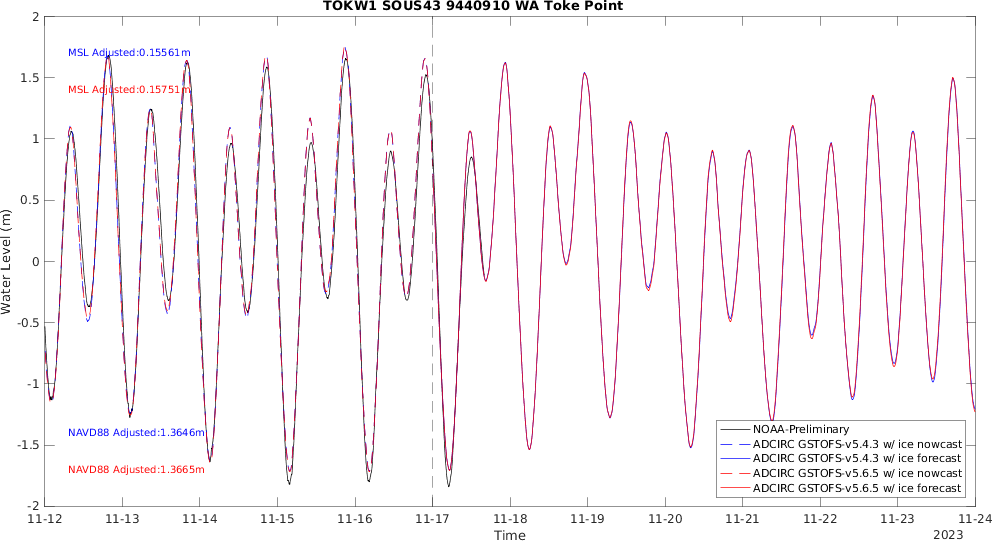 TOKW1 SOUS43 9440910 WA Toke Point
2
1.5
1
0.5
0
-0.5
-1
-1.5
-2
Water Level (m)
MSL Adjusted:0.15561m
MSL Adjusted:0.15751m
NAVD88 Adjusted:1.3646m
NAVD88 Adjusted:1.3665m
NOAA-Preliminary
ADCIRC GSTOFS-v5.4.3 w/ ice nowcast
ADCIRC GSTOFS-v5.4.3 w/ ice forecast
ADCIRC GSTOFS-v5.6.5 w/ ice nowcast
ADCIRC GSTOFS-v5.6.5 w/ ice forecast
11-12 11-13 11-14 11-15 11-16 11-17 11-18 11-19 11-20 11-21 11-22 11-23 11-24
Time
2023